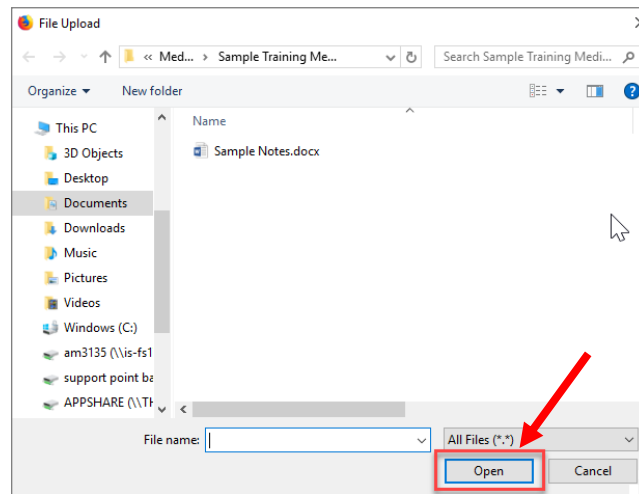 File Upload
« Med... › Sample Training Me...
Search Sample Training Medi...
Organize
New folder
?
Name
This PC
3D Objects
Desktop
Documents
Downloads
Music
Pictures
Videos
Windows (C:)
am3135 (\\is-fs1
support point ba
APPSHARE (\\Th
Sample Notes.docx
File name:
All Files (*.*)
Open
Cancel